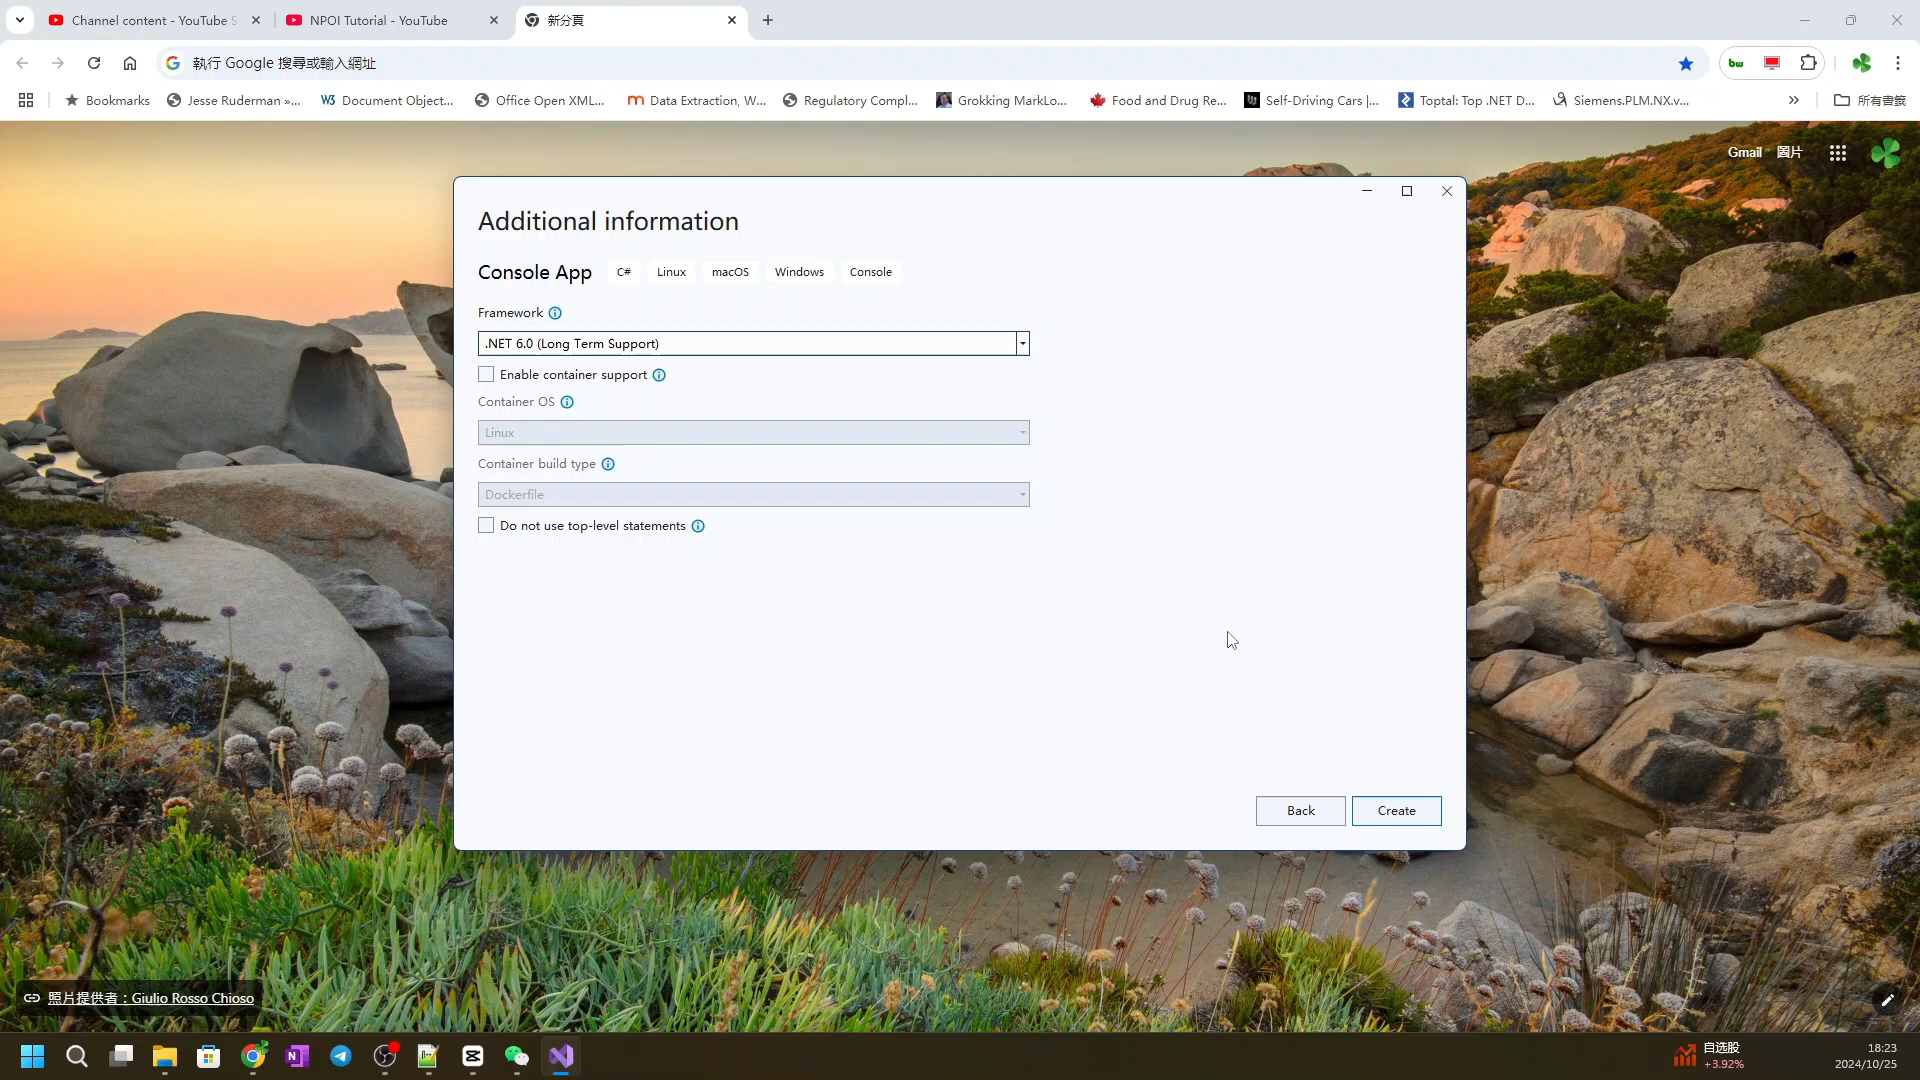 Channel content - YouTube S
NPOI Tutorial - YouTube
新分頁
執行 Google 搜尋或輸入網址
bw
Bookmarks
Jesse Ruderman »...
W3
Document Object...
Office Open XML...
Data Extraction, W...
Regulatory Compl...
Grokking MarkLo...
Food and Drug Re...
Self-Driving Cars |...
Toptal: Top .NET D...
Siemens.PLM.NX.v...
»
所有書籤
Gmail
圖片
Additional information
Console App
C#
Linux
macOS
Windows
Console
Framework
.NET 6.0 (Long Term Support)
Enable container support
Container OS
Linux
Container build type
Dockerfile
Do not use top-level statements
Back
Create
照片提供者：Giulio Rosso Chioso
自选股
+3.92%
18:23
2024/10/25